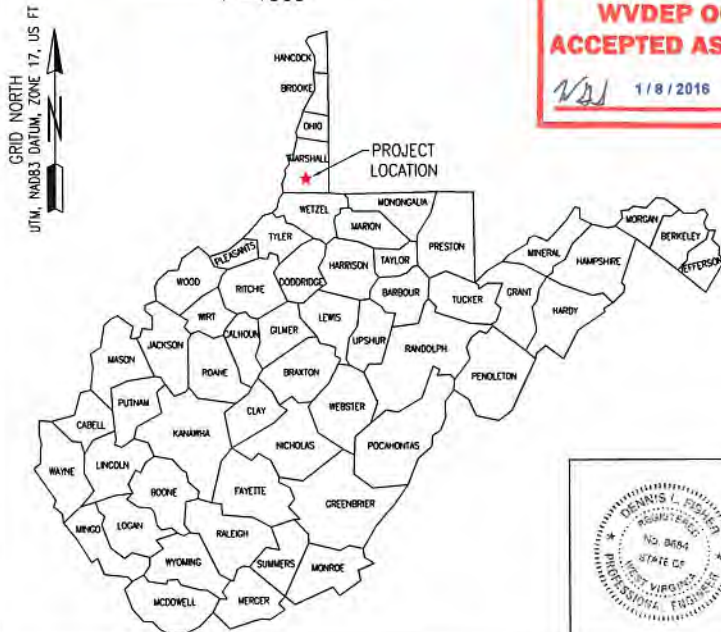 WVDEP O
ACCEPTED AS
1/8/2016
GRID NORTH
UTM, NAD83 DATUM, ZONE 17, US FT
N
PROJECT
LOCATION
HANCOCK
BROOKE
OHIO
MARSHALL
WETZEL
MONONGALIA
MARION
TYLER
PLEASANTS
PRESTON
MORGAN
BERKELEY
JEFFERSON
MINERAL
HAMPSHIRE
WOOD
RITCHIE
DODDRIDGE
HARRISON
TAYLOR
BARBOUR
TUCKER
GRANT
HARDY
WIRT
CALHOUN
GILMER
LEWIS
UPSHUR
RANDOLPH
PENDLETON
JACKSON
MASON
ROANE
BRAXTON
PUTNAM
CLAY
WEBSTER
CABELL
KANAWHA
NICHOLAS
POCAHONTAS
WAYNE
LINCOLN
BOONE
FAYETTE
GREENBRIER
MINGO
LOGAN
RALEIGH
WYOMING
SUMMERS
MONROE
MCDOWELL
MERCER
DENNIS L. FISHER
REGISTERED
No.
STATE OF
WEST VIRGINIA
PROFESSIONAL ENGINEER